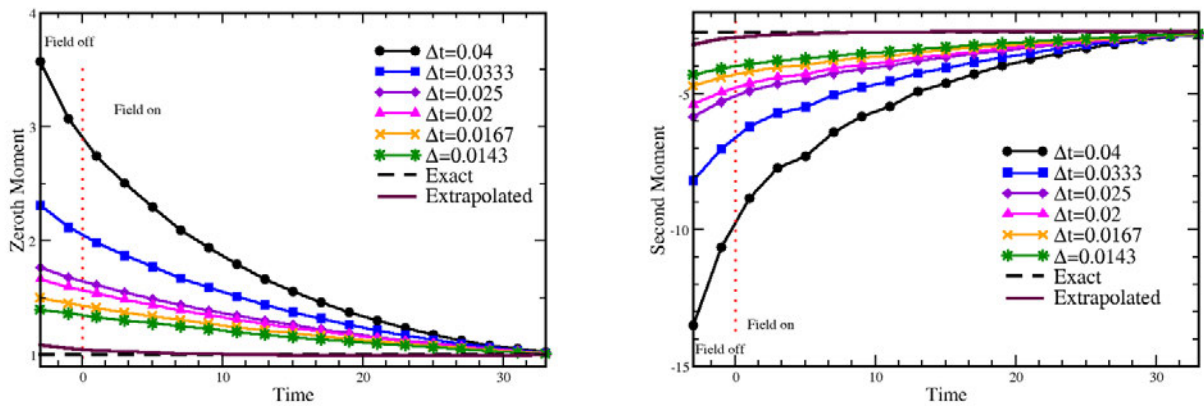 4
3
2
1
Zeroth Moment
Field off
Field on
Δt=0.04
Δt=0.0333
Δt=0.025
Δt=0.02
Δt=0.0167
Δ=0.0143
Exact
Extrapolated
0 10 20 30
Time
-5
-10
-15
Second Moment
Δt=0.04
Δt=0.0333
Δt=0.025
Δt=0.02
Δt=0.0167
Δ=0.0143
Exact
Extrapolated
Field on
Field off
0 10 20 30
Time